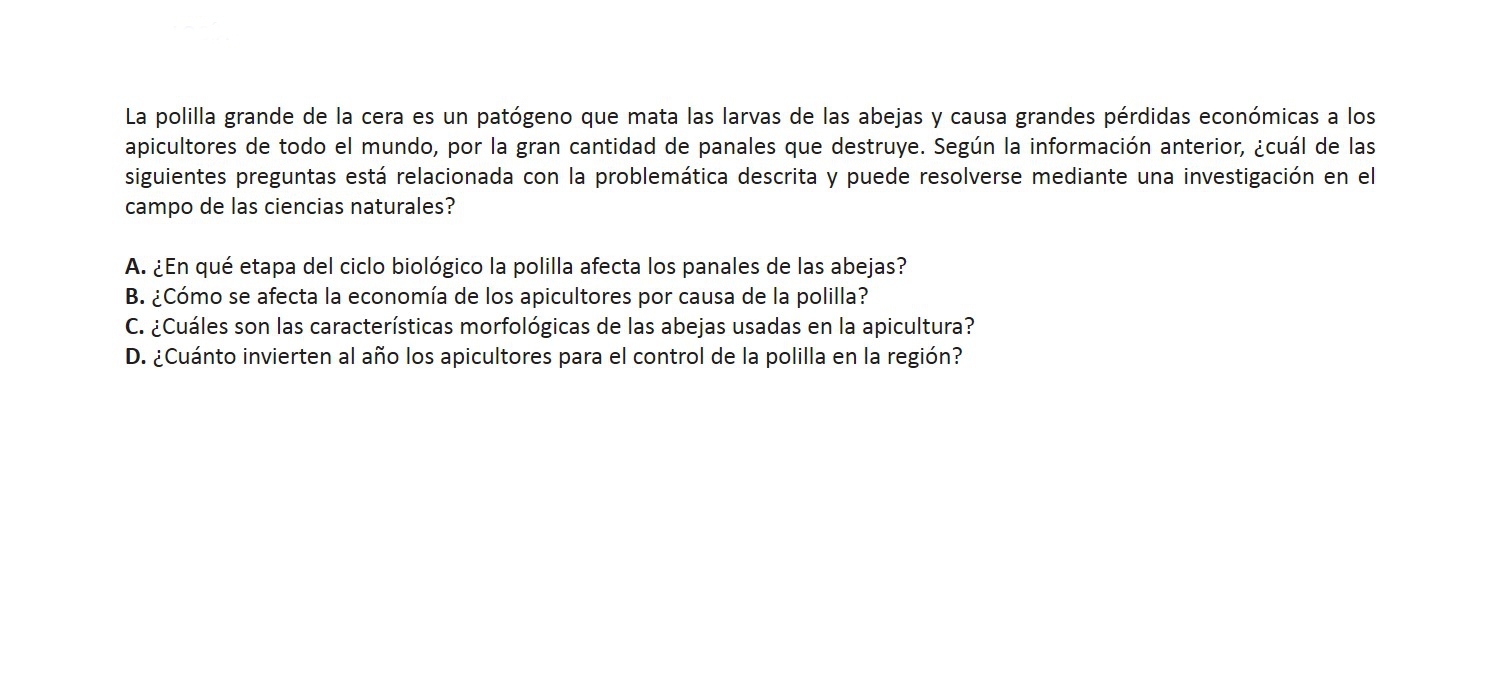 La polilla grande de la cera es un patógeno que mata las larvas de las abejas y causa grandes pérdidas económicas a los
apicultores de todo el mundo, por la gran cantidad de panales que destruye. Según la información anterior, ¿cuál de las
siguientes preguntas está relacionada con la problemática descrita y puede resolverse mediante una investigación en el
campo de las ciencias naturales?
A. ¿En qué etapa del ciclo biológico la polilla afecta los panales de las abejas?
B. ¿Cómo se afecta la economía de los apicultores por causa de la polilla?
C. ¿Cuáles son las características morfológicas de las abejas usadas en la apicultura?
D. ¿Cuánto invierten al año los apicultores para el control de la polilla en la región?